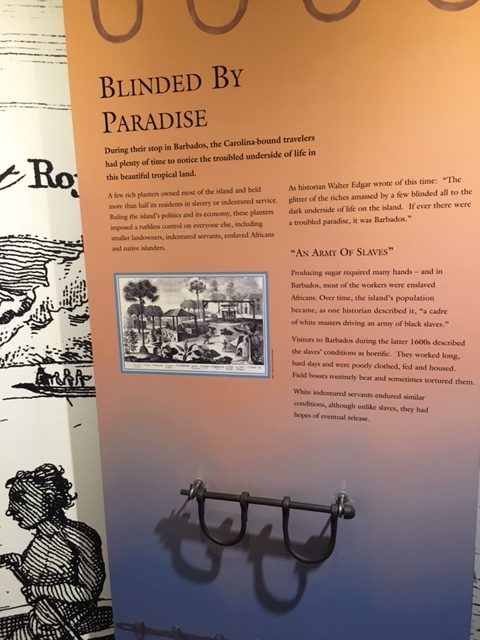 BLINDED BY
PARADISE
During their stop in Barbados, the Carolina-bound travelers
had plenty of time to notice the troubled underside of life in
this beautiful tropical land.
A few rich planters owned most of the island and held
more than half its residents in slavery or indentured service.
Ruling the island's politics and its economy, these planters
imposed a ruthless control on everyone else, including
smaller landowners, indentured servants, enslaved Africans
and native islanders.
As historian Walter Edgar wrote of this time: "The
glitter of the riches amassed by a few blinded all to the
dark underside of life on the island. If ever there were
a troubled paradise, it was Barbados."
"AN ARMY OF SLAVES"
Producing sugar required many hands – and in
Barbados, most of the workers were enslaved
Africans. Over time, the island's population
became, as one historian described it, "a cadre
of white masters driving an army of black slaves."
Visitors to Barbados during the latter 1600s described
the slaves' conditions as horrific. They worked long,
hard days and were poorly clothed, fed and housed.
Field bosses routinely beat and sometimes tortured them.
White indentured servants endured similar
conditions, although unlike slaves, they had
hopes of eventual release.